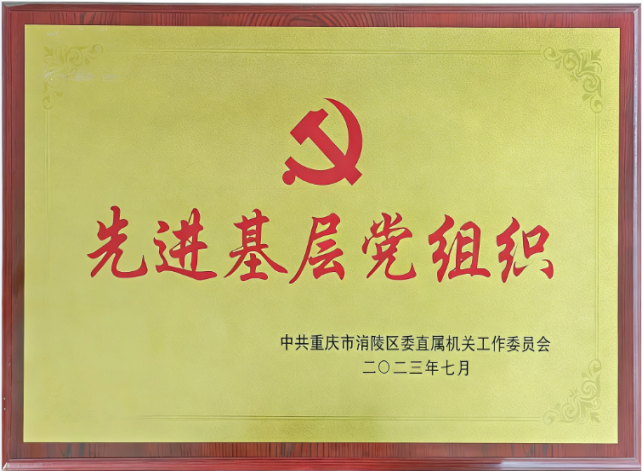 先进基层党组织
中共重庆市涪陵区委直属机关工作委员会
二〇二三年七月